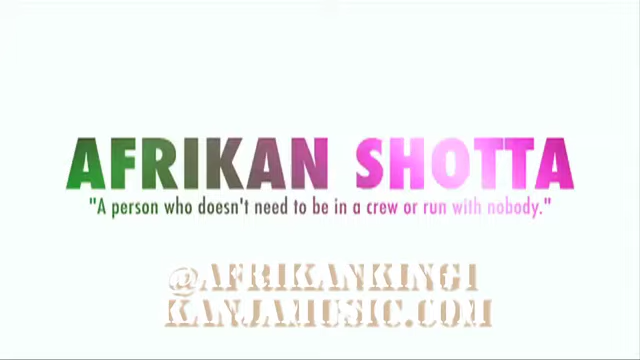 AFRIKAN SHOTTA
"A person who doesn't need to be in a crew or run with nobody."
@AFRIKANKING1
KANJAMUSIC.COM